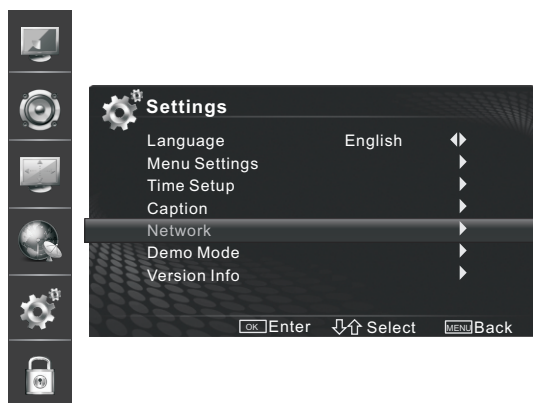 Settings
Language English
Menu Settings
Time Setup
Caption
Network
Demo Mode
Version Info
OK Enter Select MENU Back